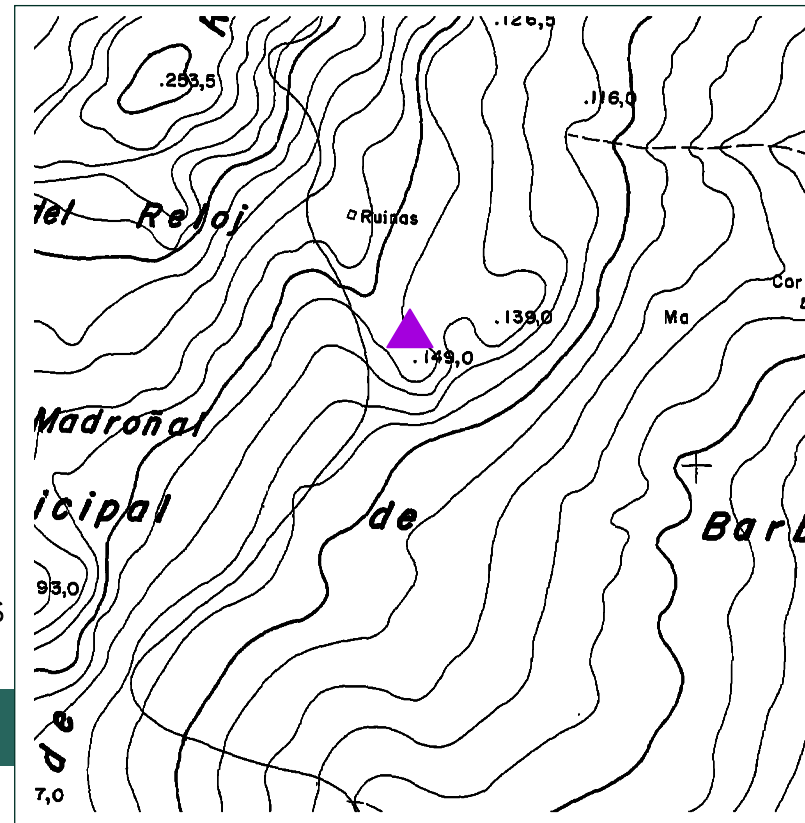 .126,5
.253,5
.116,0
del Reloj
Ruinas
Cor
.139,0
Ma
.149,0
Madroñal
icipal
de
Bar
93,0
de
7,0